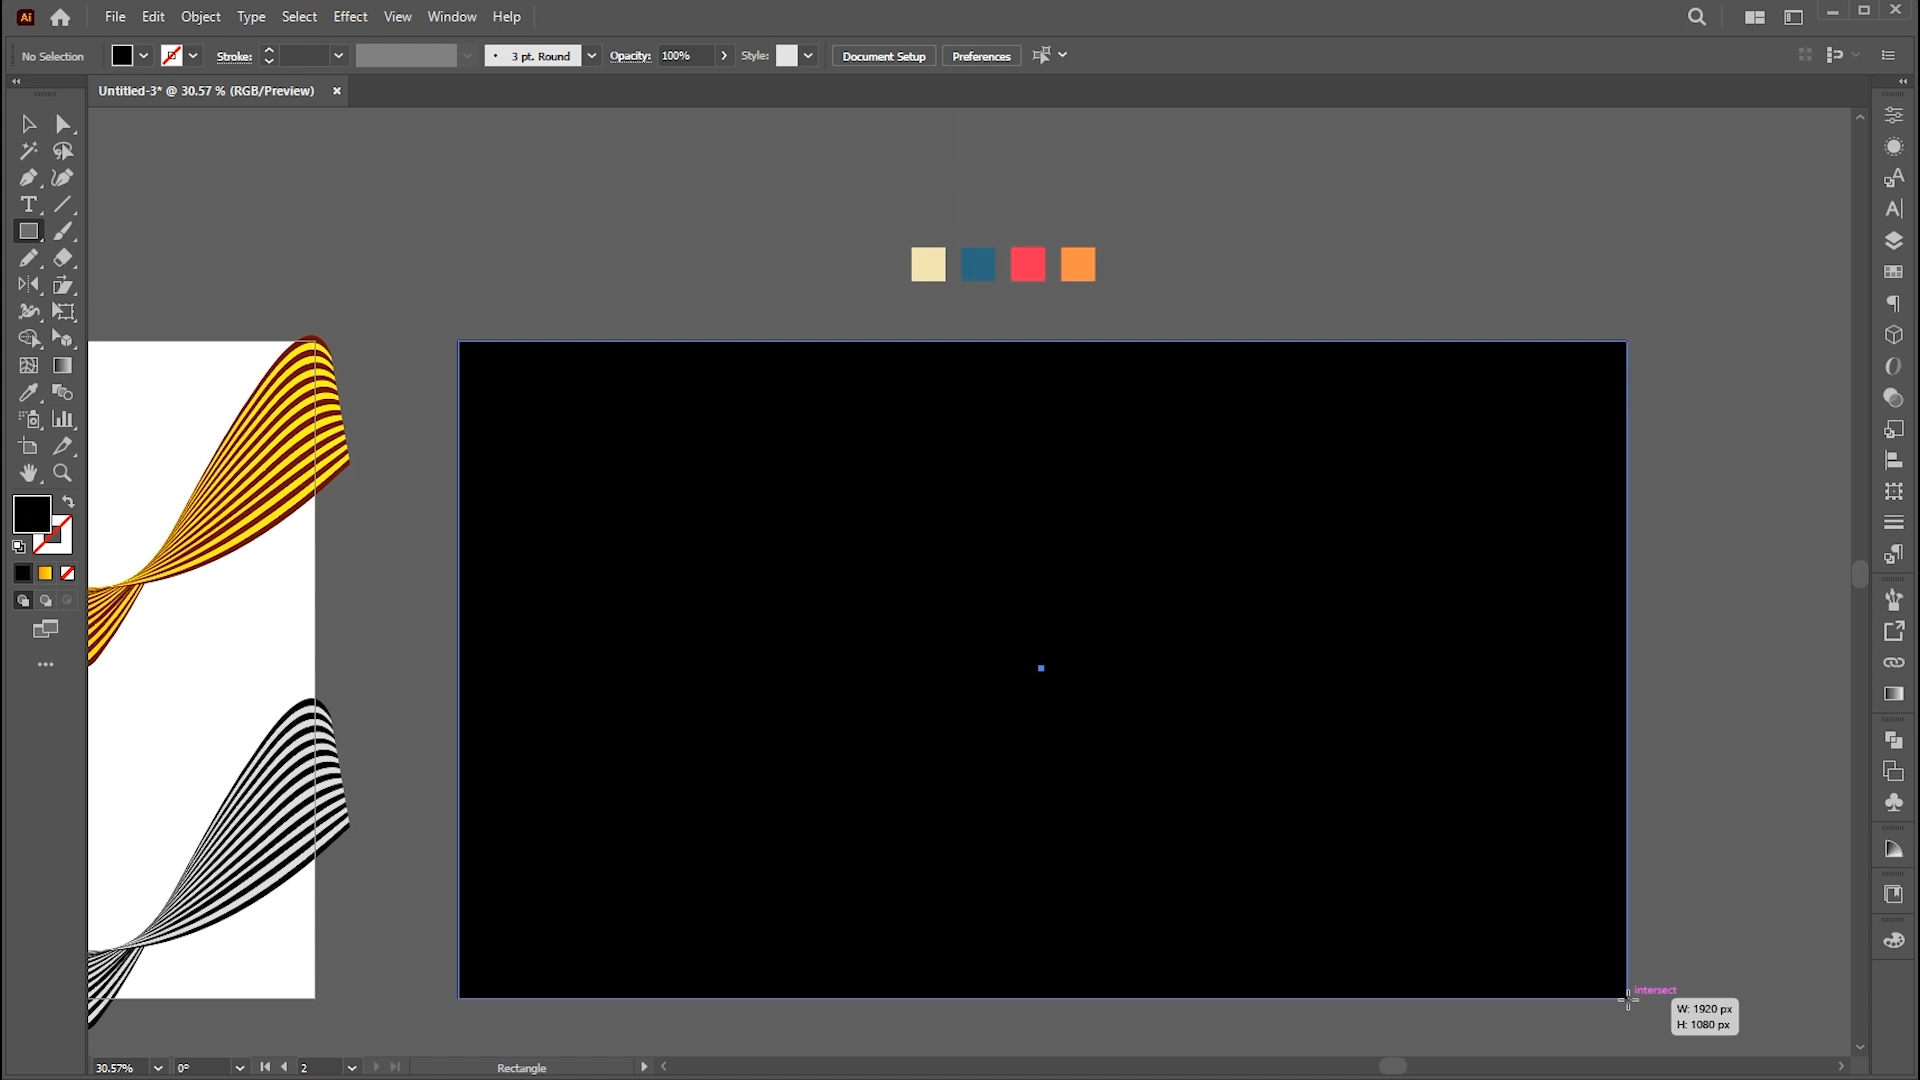 Ai File Edit Object Type Select Effect View Window Help
No Selection Stroke: 3 pt. Round Opacity: 100% Style: Document Setup Preferences
Untitled-3* @ 30.57 % (RGB/Preview)
intersect
W: 1920 px
H: 1080 px
30.57% 0° 2 Rectangle